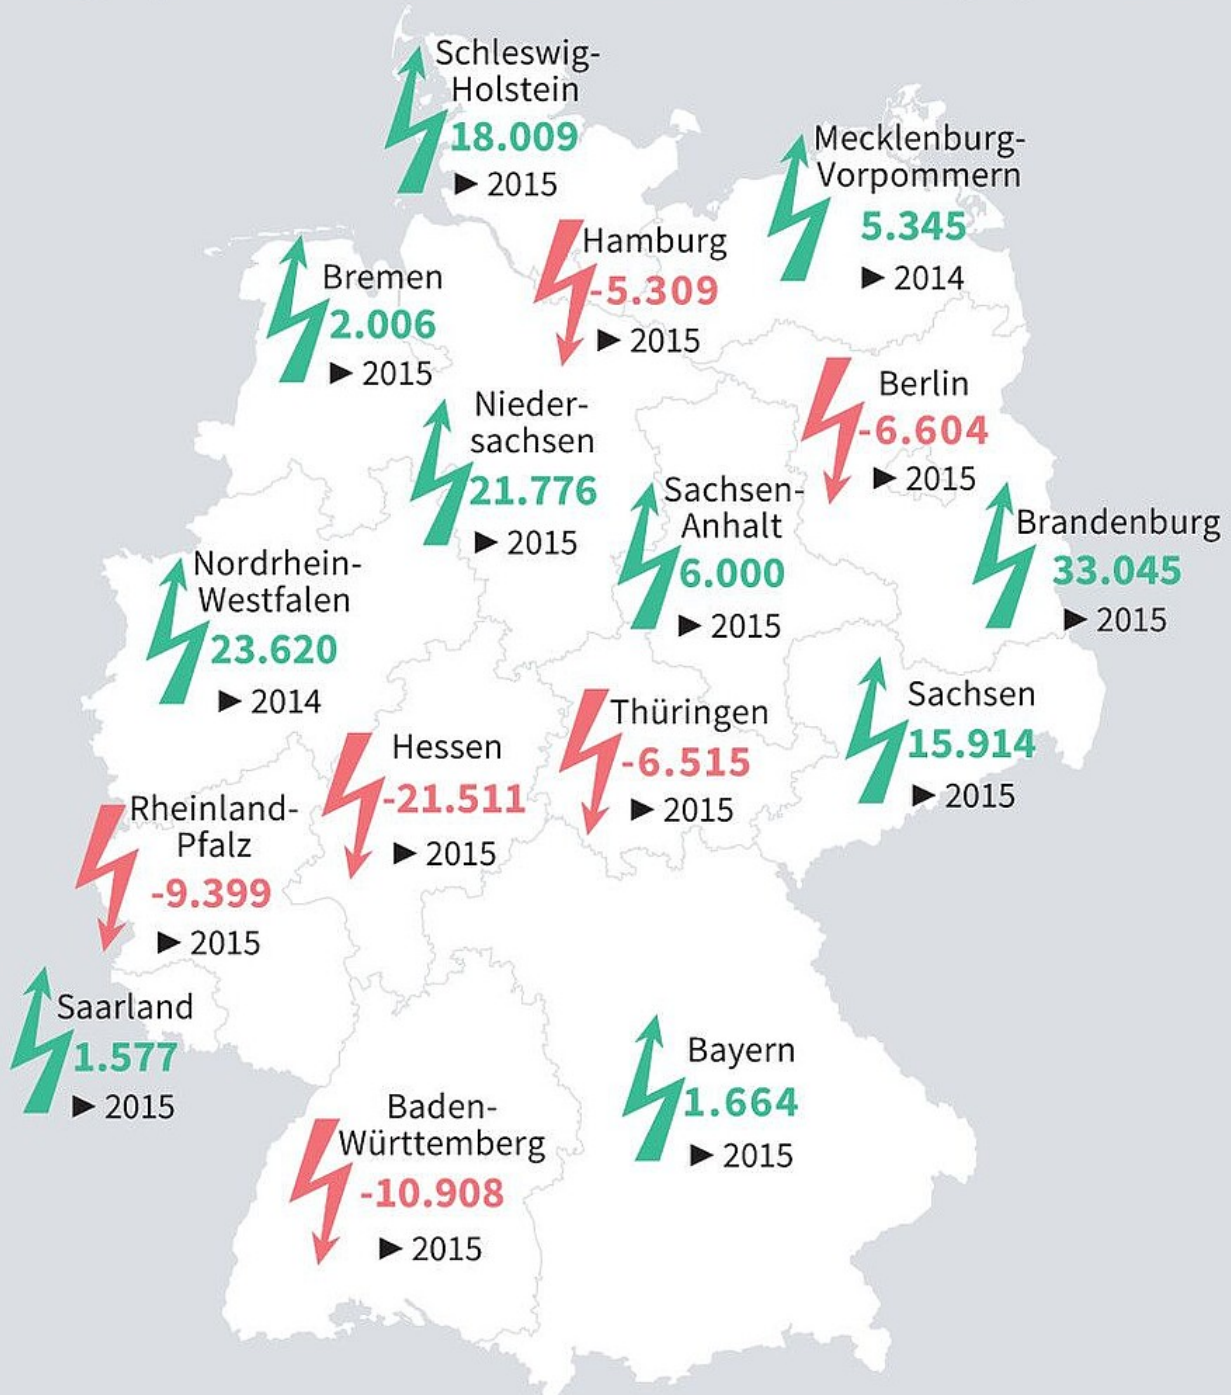 Schleswig-
Holstein
18.009
► 2015
Mecklenburg-
Vorpommern
5.345
► 2014
Hamburg
-5.309
► 2015
Bremen
2.006
► 2015
Berlin
-6.604
► 2015
Nieder-
sachsen
21.776
► 2015
Sachsen-
Anhalt
6.000
► 2015
Brandenburg
33.045
► 2015
Nordrhein-
Westfalen
23.620
► 2014
Sachsen
15.914
► 2015
Thüringen
-6.515
► 2015
Hessen
-21.511
► 2015
Rheinland-
Pfalz
-9.399
► 2015
Saarland
1.577
► 2015
Bayern
1.664
► 2015
Baden-
Württemberg
-10.908
► 2015